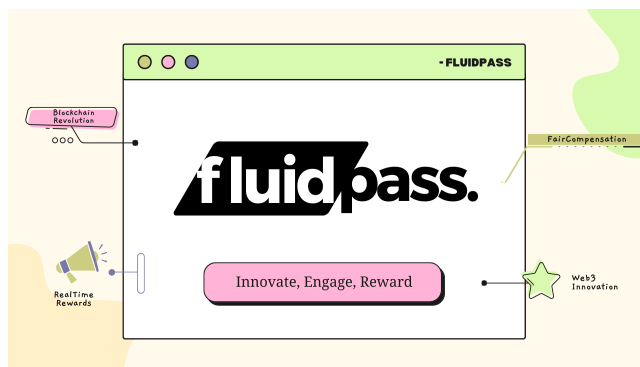 - FLUIDPASS
Blockchain
Revolution
FairCompensation
fluidpass.
Innovate, Engage, Reward
RealTime
Rewards
Web3
Innovation